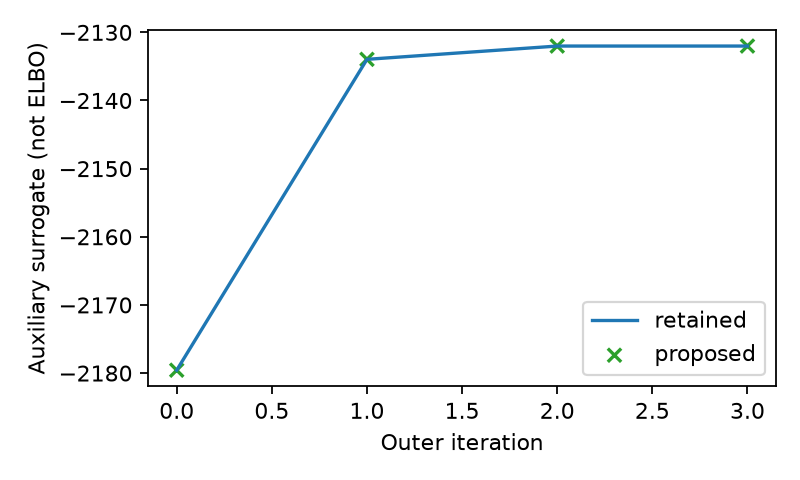 Auxiliary surrogate (not ELBO)
−2130
−2140
−2150
−2160
−2170
−2180
retained
proposed
0.0 0.5 1.0 1.5 2.0 2.5 3.0
Outer iteration